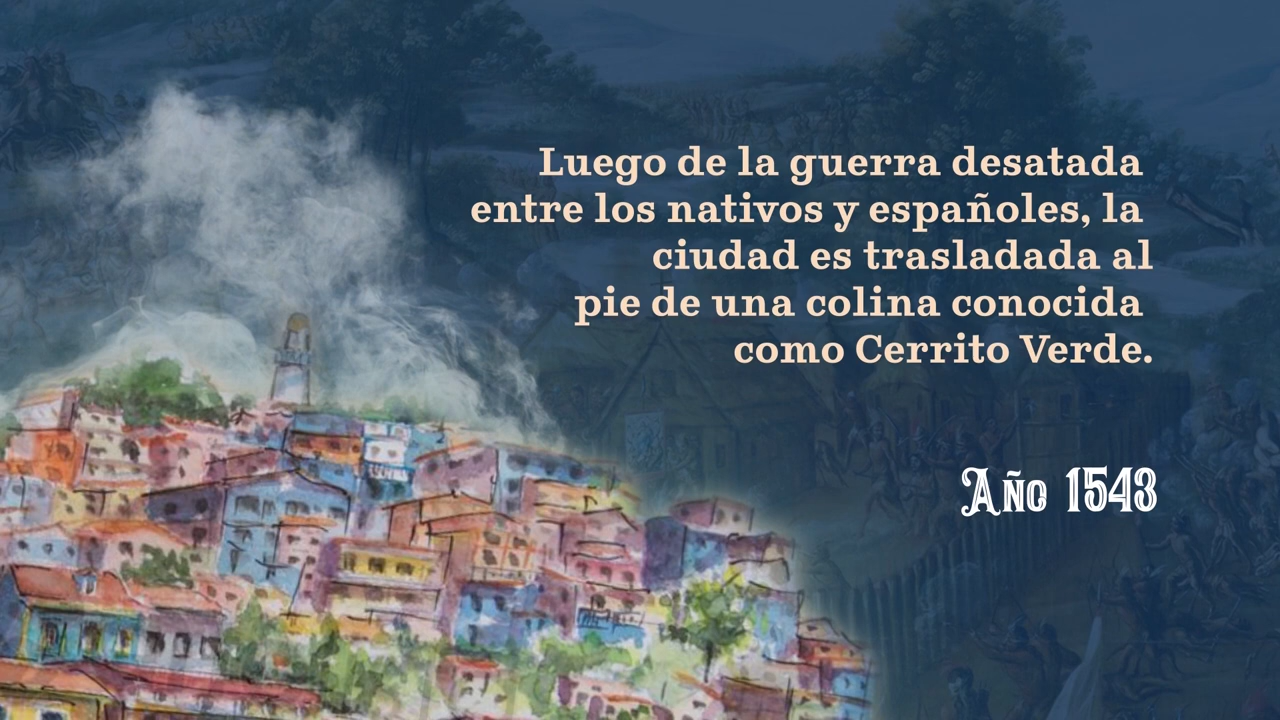 Luego de la guerra desatada
entre los nativos y españoles, la
ciudad es trasladada al
pie de una colina conocida
como Cerrito Verde.
Año 1543